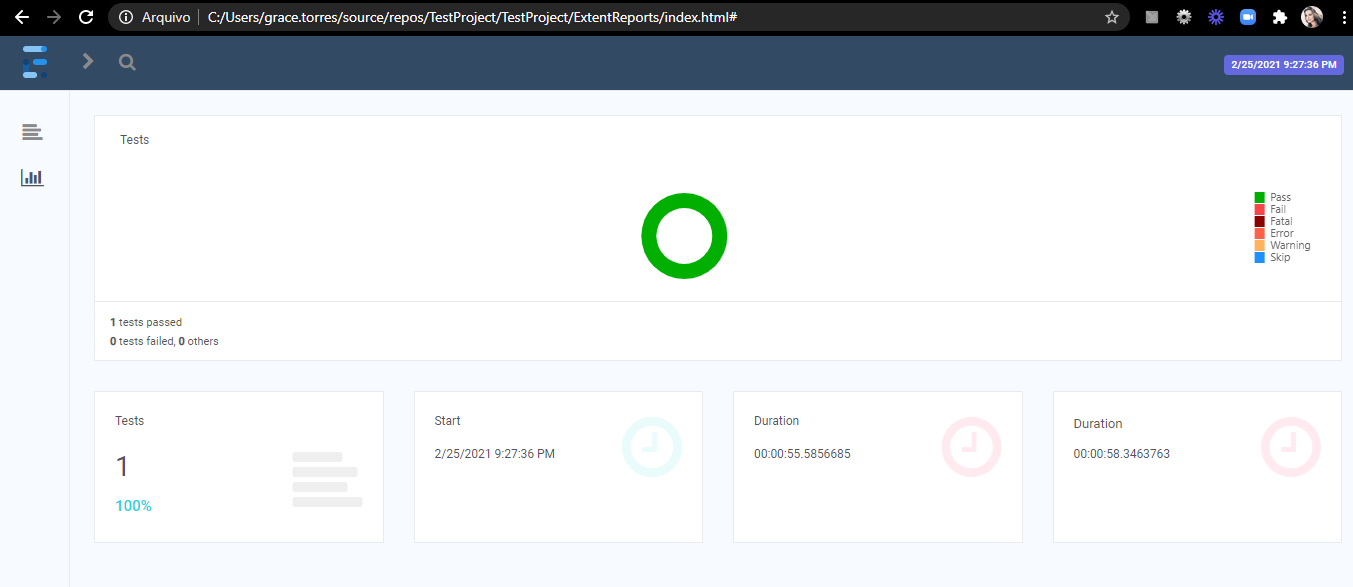 Arquivo C:/Users/grace.torres/source/repos/TestProject/TestProject/ExtentReports/index.html#
2/25/2021 9:27:36 PM
Tests
Pass
Fail
Fatal
Error
Warning
Skip
1 tests passed
0 tests failed, 0 others
Tests
1
100%
Start
2/25/2021 9:27:36 PM
Duration
00:00:55.5856685
Duration
00:00:58.3463763